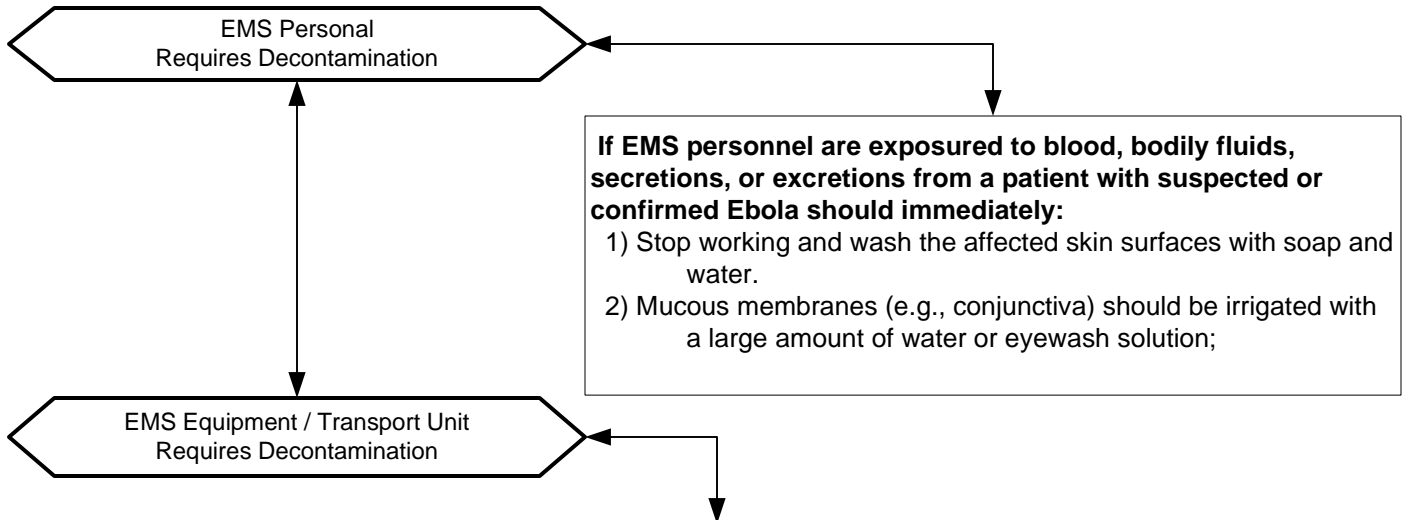 EMS Personal
Requires Decontamination
If EMS personnel are exposured to blood, bodily fluids,
secretions, or excretions from a patient with suspected or
confirmed Ebola should immediately:
1) Stop working and wash the affected skin surfaces with soap and
water.
2) Mucous membranes (e.g., conjunctiva) should be irrigated with
a large amount of water or eyewash solution;
EMS Equipment / Transport Unit
Requires Decontamination